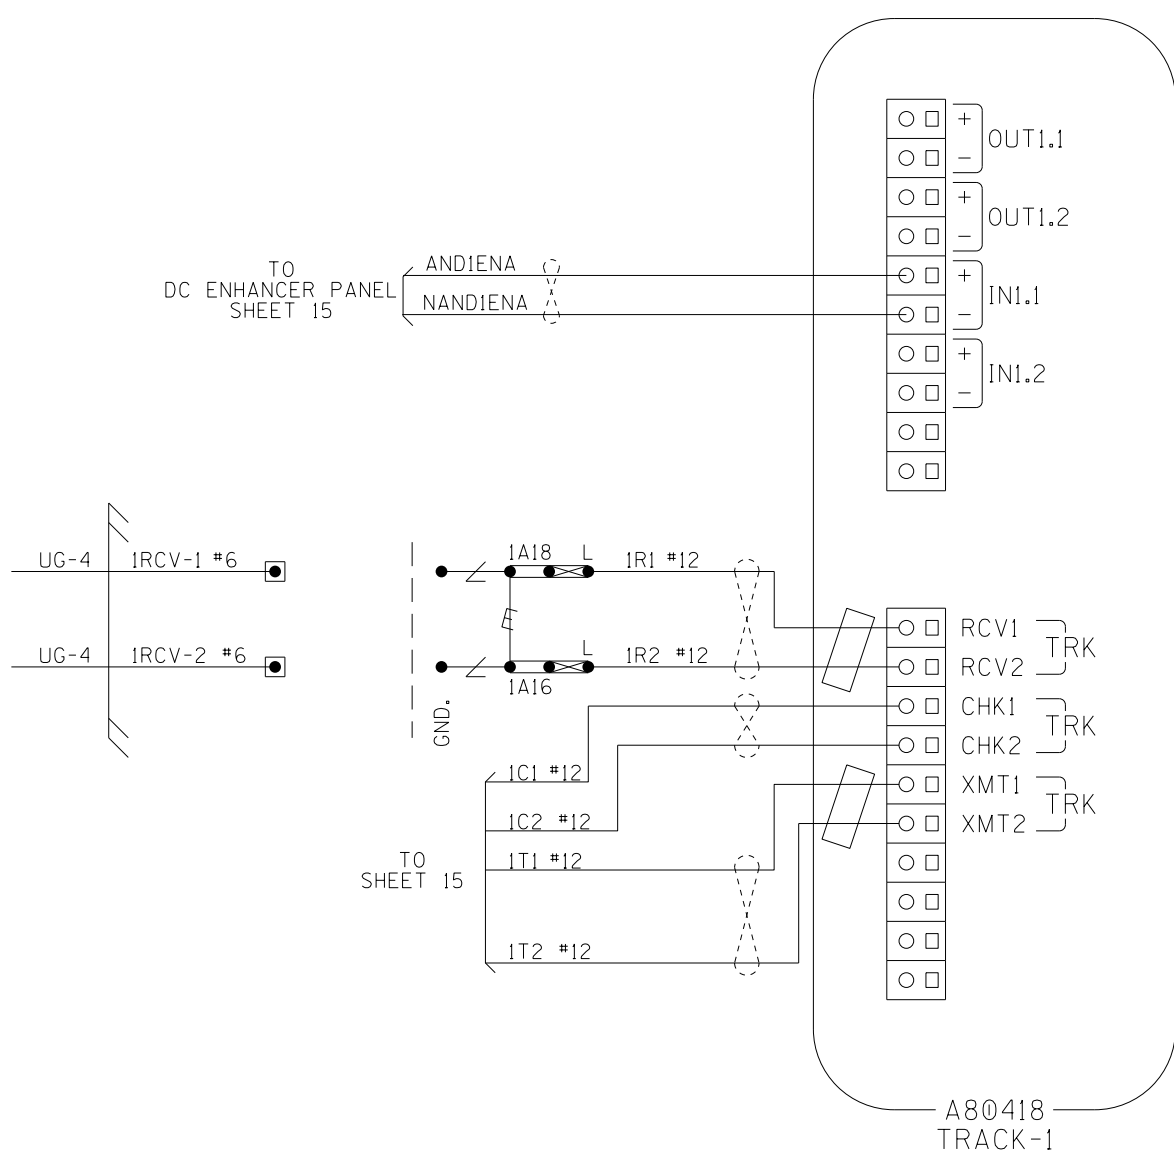 +
OUT1.1
-
+
OUT1.2
-
TO
DC ENHANCER PANEL
SHEET 15
AND1ENA
NAND1ENA
+
IN1.1
-
+
IN1.2
-
UG-4
1RCV-1 #6
1A18
L
1R1 #12
E
UG-4
1RCV-2 #6
1A16
L
1R2 #12
GND.
RCV1
TRK
RCV2
CHK1
TRK
CHK2
XMT1
TRK
XMT2
1C1 #12
1C2 #12
1T1 #12
TO
SHEET 15
1T2 #12
A80418
TRACK-1